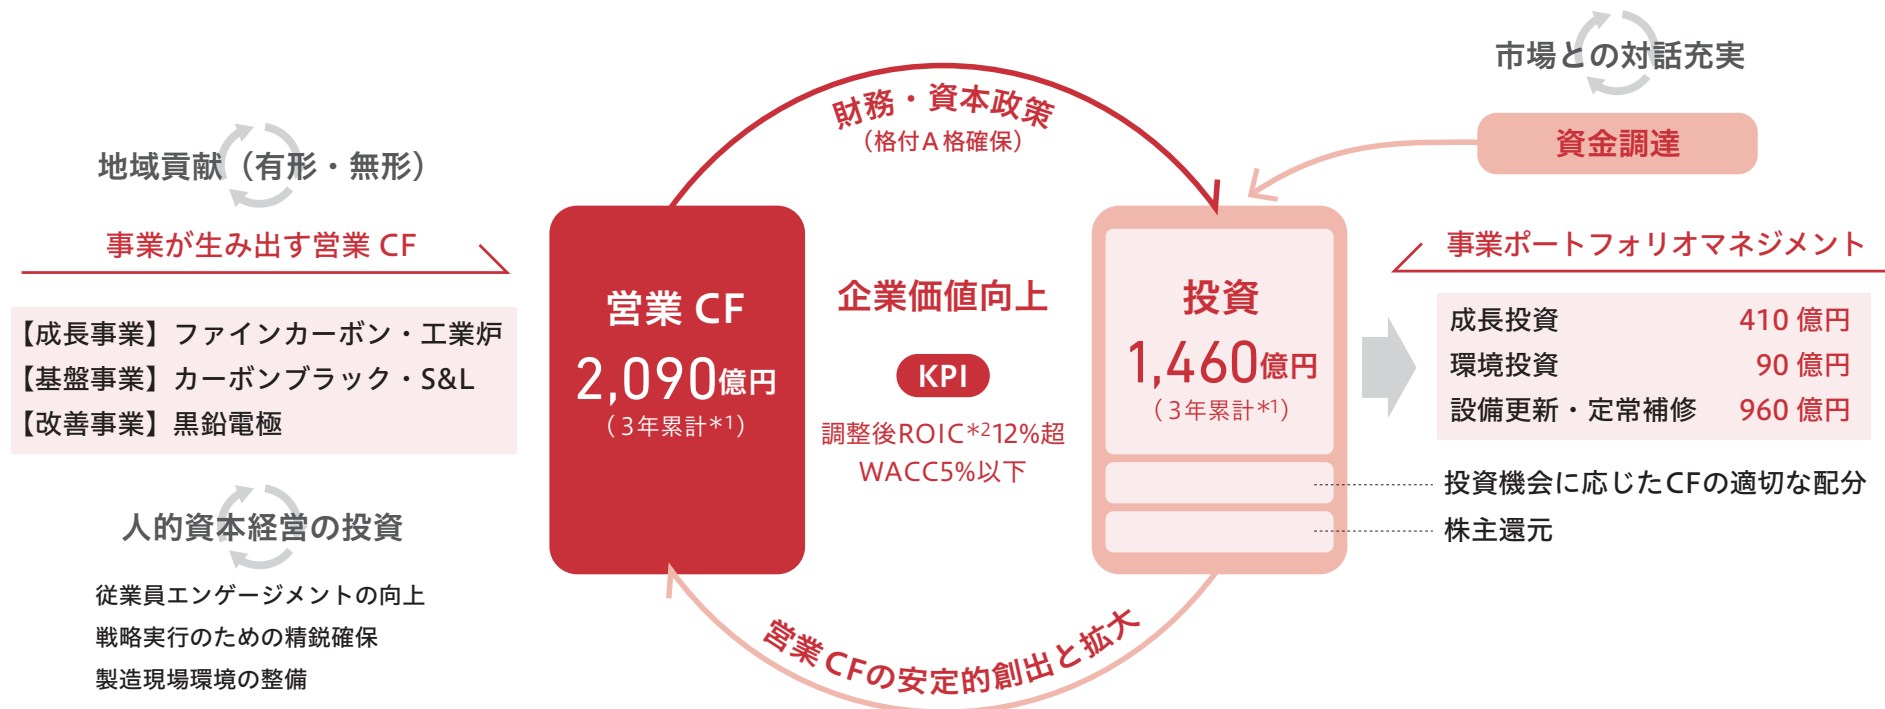 地域貢献（有形・無形）
事業が生み出す営業 CF
【成長事業】ファインカーボン・工業炉
【基盤事業】カーボンブラック・S&L
【改善事業】黒鉛電極
人的資本経営の投資
従業員エンゲージメントの向上
戦略実行のための精鋭確保
製造現場環境の整備
財務・資本政策
（格付A格確保）
営業 CF
2,090億円
（3年累計*1）
企業価値向上
KPI
調整後ROIC*212%超
WACC5%以下
投資
1,460億円
（3年累計*1）
営業CFの安定的創出と拡大
市場との対話充実
資金調達
事業ポートフォリオマネジメント
成長投資 410 億円
環境投資 90 億円
設備更新・定常補修 960 億円
投資機会に応じたCFの適切な配分
株主還元